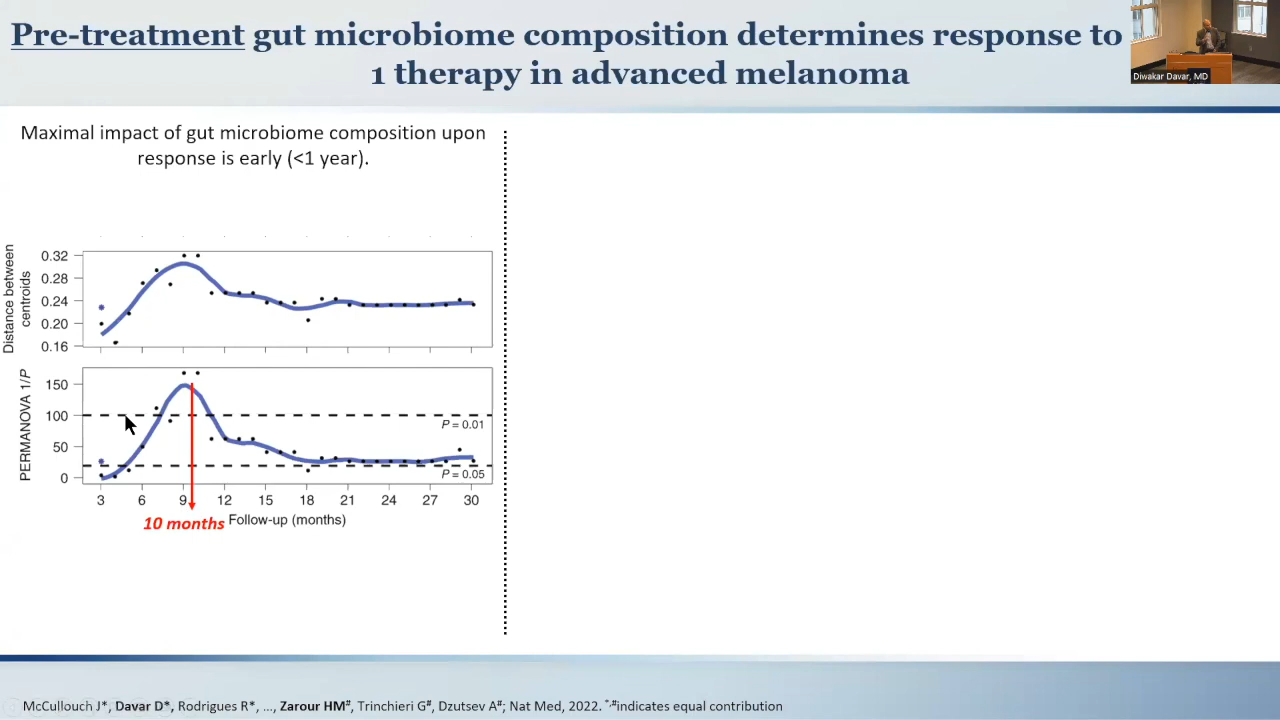 Pre-treatment gut microbiome composition determines response to
1 therapy in advanced melanoma
Diwakar Davar, MD
Maximal impact of gut microbiome composition upon
response is early (<1 year).
Distance between
centroids
0.32
0.28
0.24
0.20
0.16
PERMANOVA 1/P
150
100
50
0
P = 0.01
P = 0.05
3 6 9 12 15 18 21 24 27 30
10 months
Follow-up (months)
McCullouch J*, Davar D*, Rodrigues R*, ..., Zarour HM#, Trinchieri G#, Dzutsev A#; Nat Med, 2022. *,#indicates equal contribution